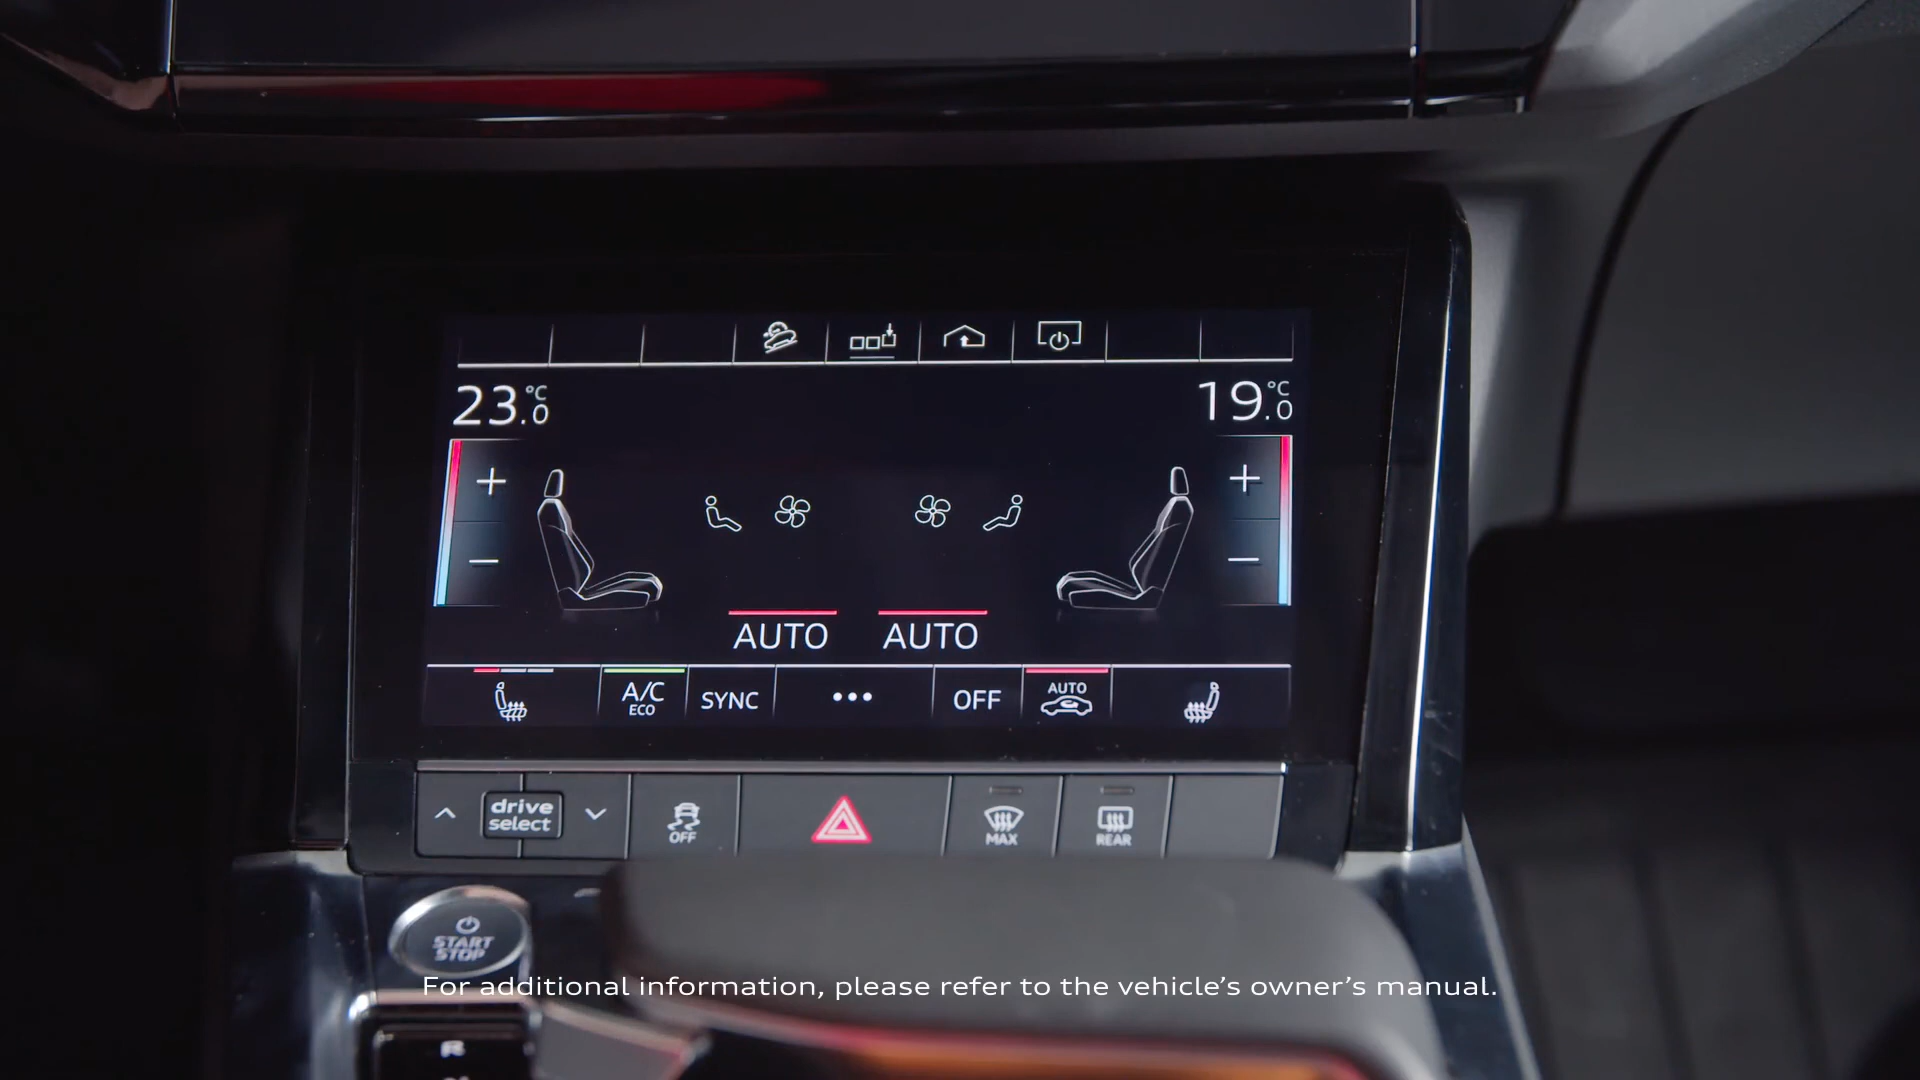 23.0 °C
19.0 °C
+
+
−
−
AUTO AUTO
A/C
ECO
SYNC
•••
OFF
AUTO
drive
select
OFF
MAX
REAR
START
STOP
For additional information, please refer to the vehicle’s owner’s manual.
R